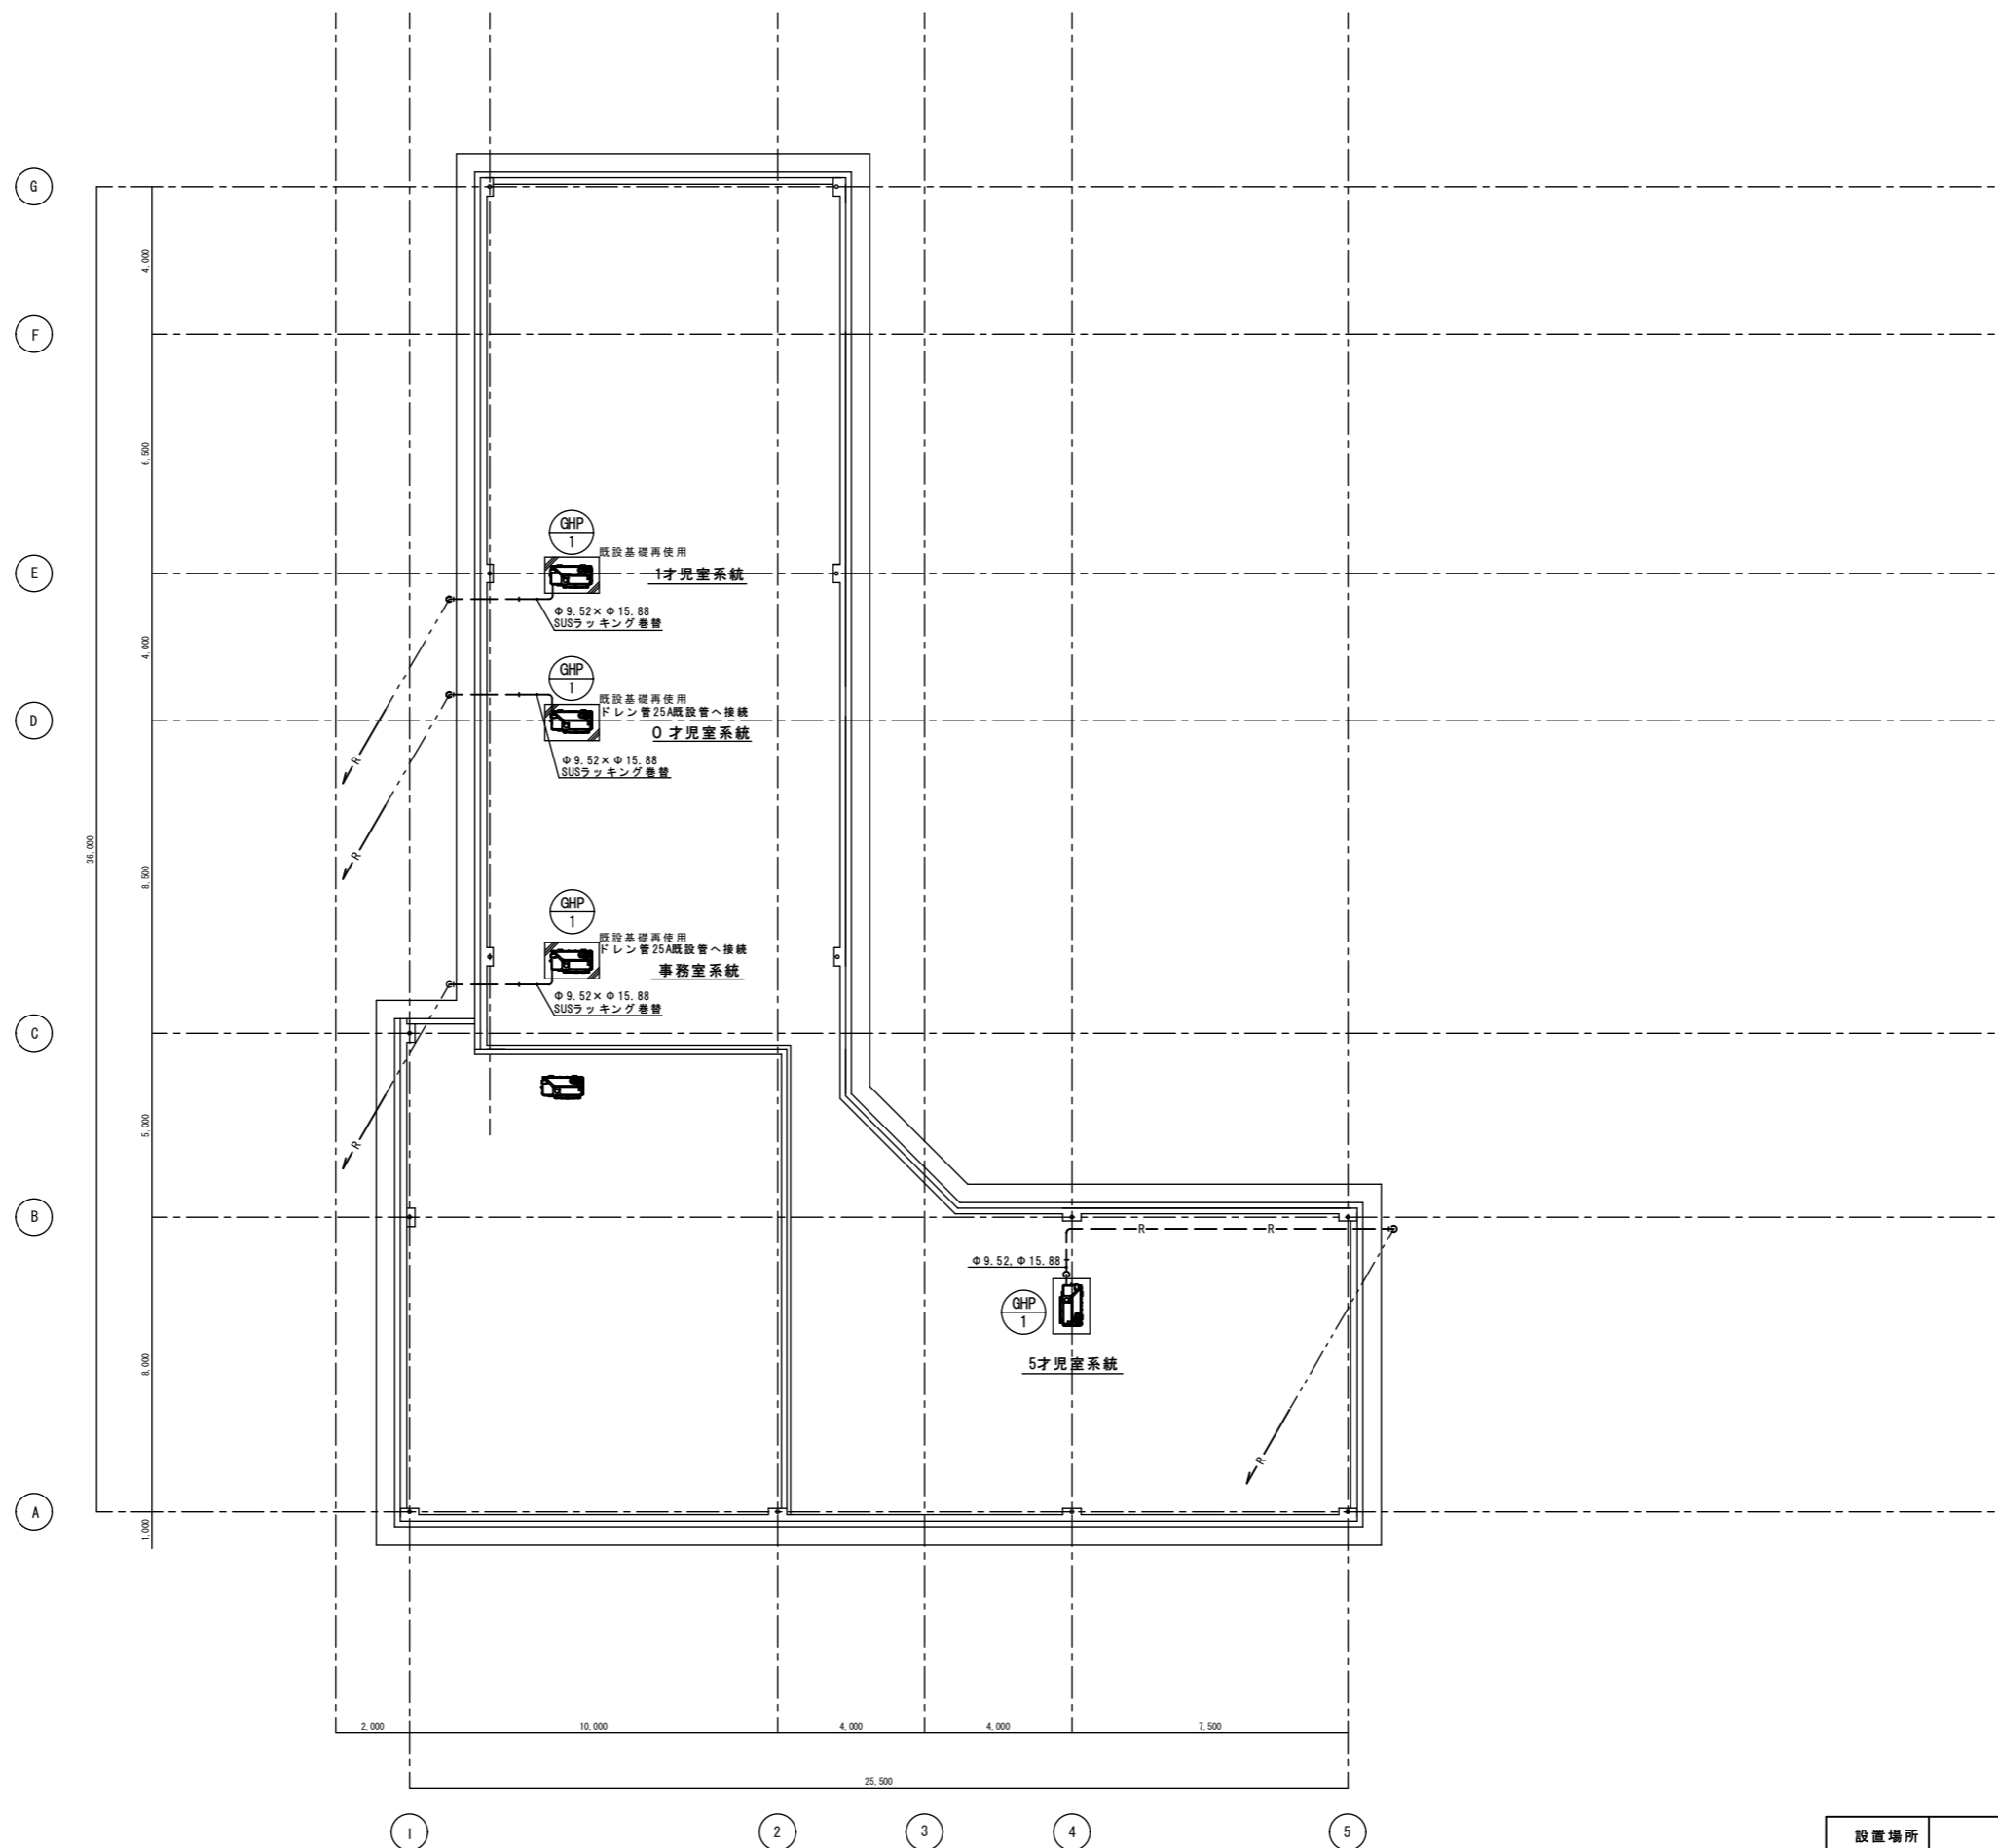 G
4,000
F
6,500
GHP
1
既設基礎再使用
E
1才児室系統
Φ9.52×Φ15.88
SUSラッキング巻替
4,000
GHP
1
既設基礎再使用
ドレン管25A既設管へ接続
D
0 才児室系統
Φ9.52×Φ15.88
SUSラッキング巻替
R
R
36,000
8,500
GHP
1
既設基礎再使用
ドレン管25A既設管へ接続
事務室系統
Φ9.52×Φ15.88
SUSラッキング巻替
C
5,000
R
B
R
R
Φ9.52,Φ15.88
GHP
1
5才児室系統
8,000
R
A
1,000
2,000
10,000
4,000
4,000
7,500
25,500
1
2
3
4
5
設置場所